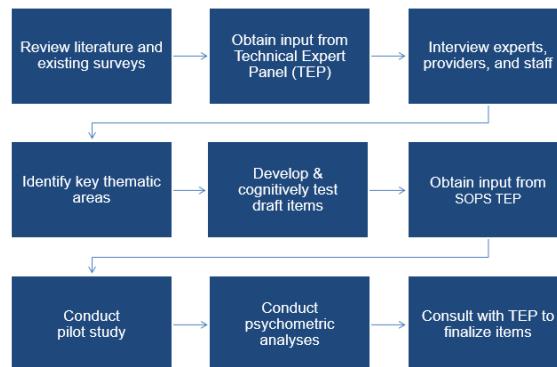 Review literature and
existing surveys
Obtain input from
Technical Expert
Panel (TEP)
Interview experts,
providers, and staff
Identify key thematic
areas
Develop &
cognitively test
draft items
Obtain input from
SOPS TEP
Conduct
pilot study
Conduct
psychometric
analyses
Consult with TEP to
finalize items